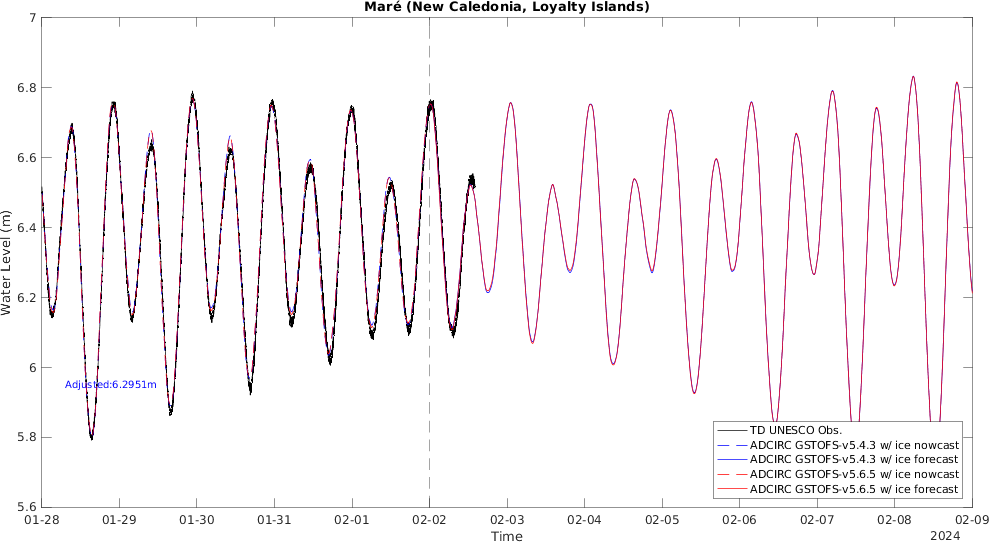 Maré (New Caledonia, Loyalty Islands)
7
6.8
6.6
6.4
6.2
6
5.8
5.6
Water Level (m)
Adjusted:6.2951m
TD UNESCO Obs.
ADCIRC GSTOFS-v5.4.3 w/ ice nowcast
ADCIRC GSTOFS-v5.4.3 w/ ice forecast
ADCIRC GSTOFS-v5.6.5 w/ ice nowcast
ADCIRC GSTOFS-v5.6.5 w/ ice forecast
01-28 01-29 01-30 01-31 02-01 02-02 02-03 02-04 02-05 02-06 02-07 02-08 02-09
Time
2024